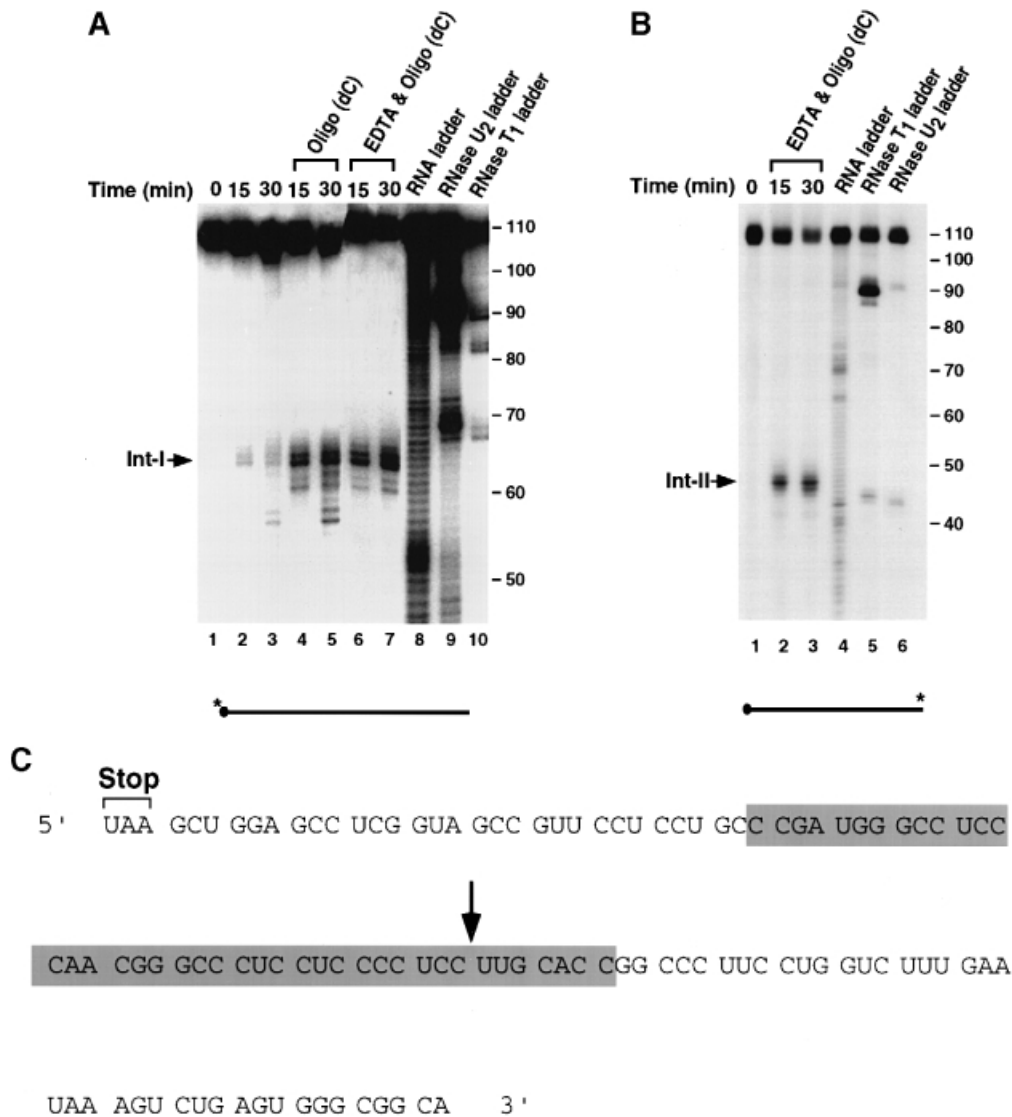 A
B
Oligo (dC)
EDTA & Oligo (dC)
RNA ladder
RNase U2 ladder
RNase T1 ladder
Time (min) 0 15 30 15 30 15 30
- 110
- 100
- 90
- 80
- 70
- 60
- 50
Int-I
1 2 3 4 5 6 7 8 9 10
*
EDTA & Oligo (dC)
RNA ladder
RNase T1 ladder
RNase U2 ladder
Time (min) 0 15 30
- 110
- 100
- 90
- 80
- 70
- 60
- 50
- 40
Int-II
1 2 3 4 5 6
*
C
Stop
5' UAA GCU GGA GCC UCG GUA GCC GUU CCU CCU GCC CGA UGG GCC UCC
CAA CGG GCC CUC CUC CCC UCC UUG CACC GG CCC UUC CUG GUC UUU GAA
UAA AGU CUG AGU GGG CGG CA 3'